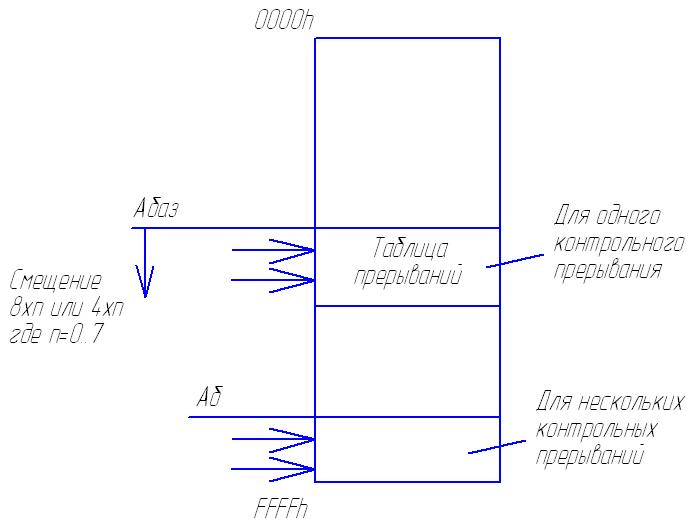 0000h
Абаз
Таблица
прерываний
Для одного
контрольного
прерывания
Смещение
8хn или 4хn
где n=0..7
Аб
Для нескольких
контрольных
прерываний
FFFFh